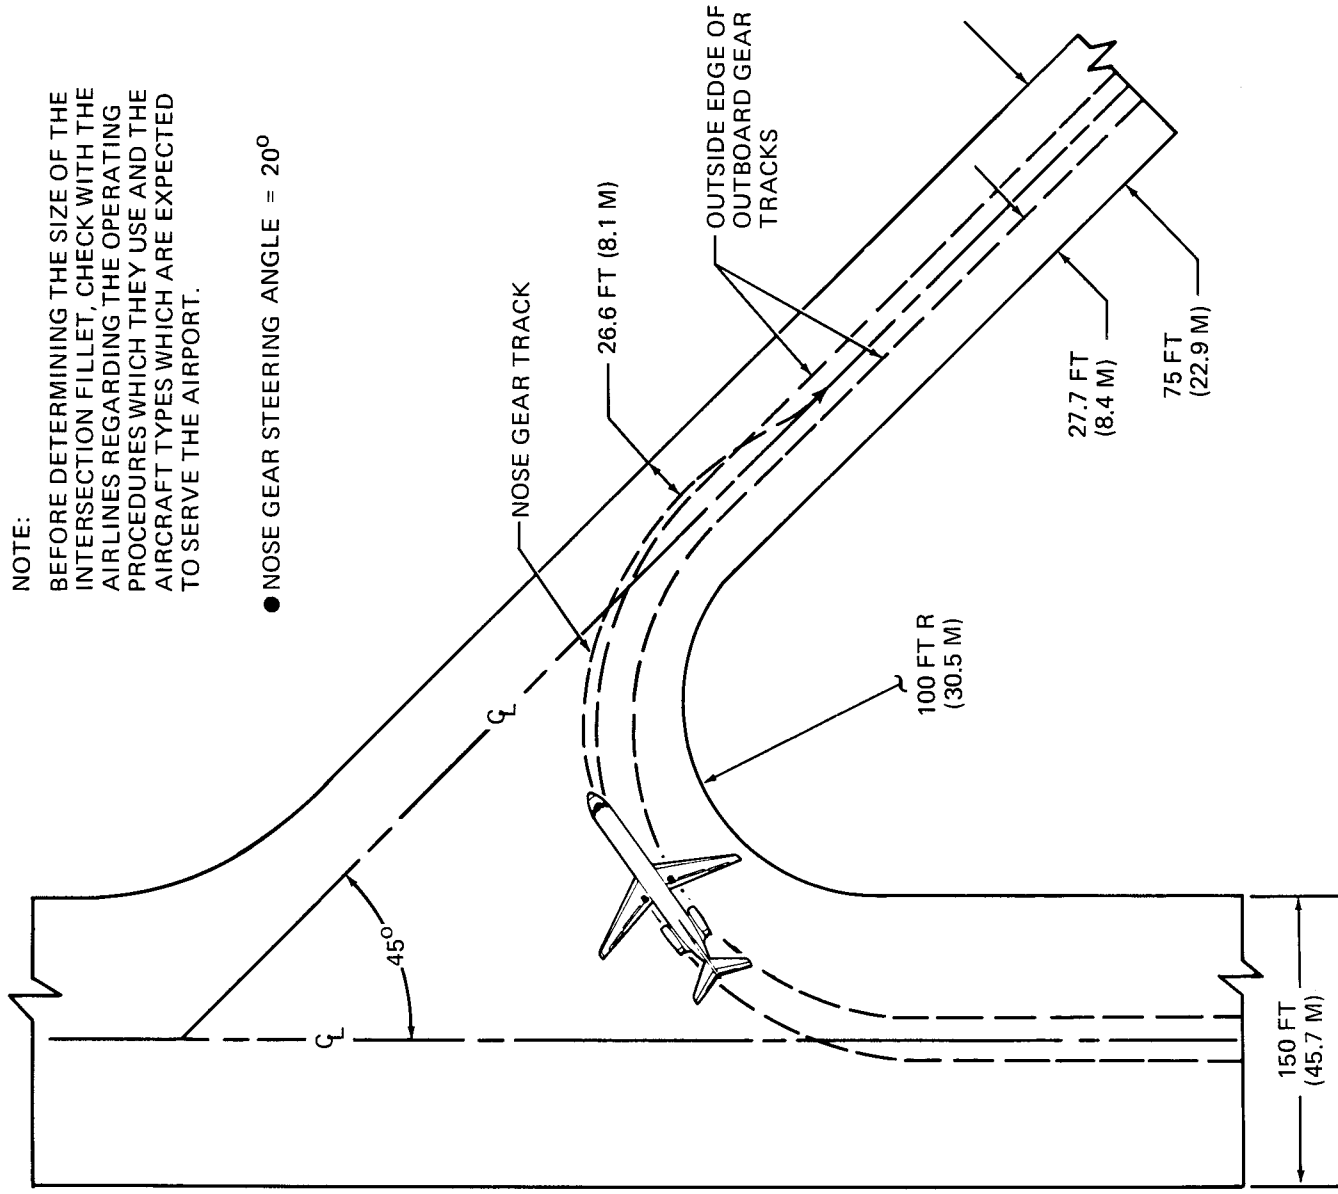 NOTE:
BEFORE DETERMINING THE SIZE OF THE
INTERSECTION FILLET, CHECK WITH THE
AIRLINES REGARDING THE OPERATING
PROCEDURES WHICH THEY USE AND THE
AIRCRAFT TYPES WHICH ARE EXPECTED
TO SERVE THE AIRPORT.
● NOSE GEAR STEERING ANGLE = 20°
NOSE GEAR TRACK
26.6 FT (8.1 M)
OUTSIDE EDGE OF
OUTBOARD GEAR
TRACKS
27.7 FT
(8.4 M)
75 FT
(22.9 M)
100 FT R
(30.5 M)
℄
45°
℄
150 FT
(45.7 M)